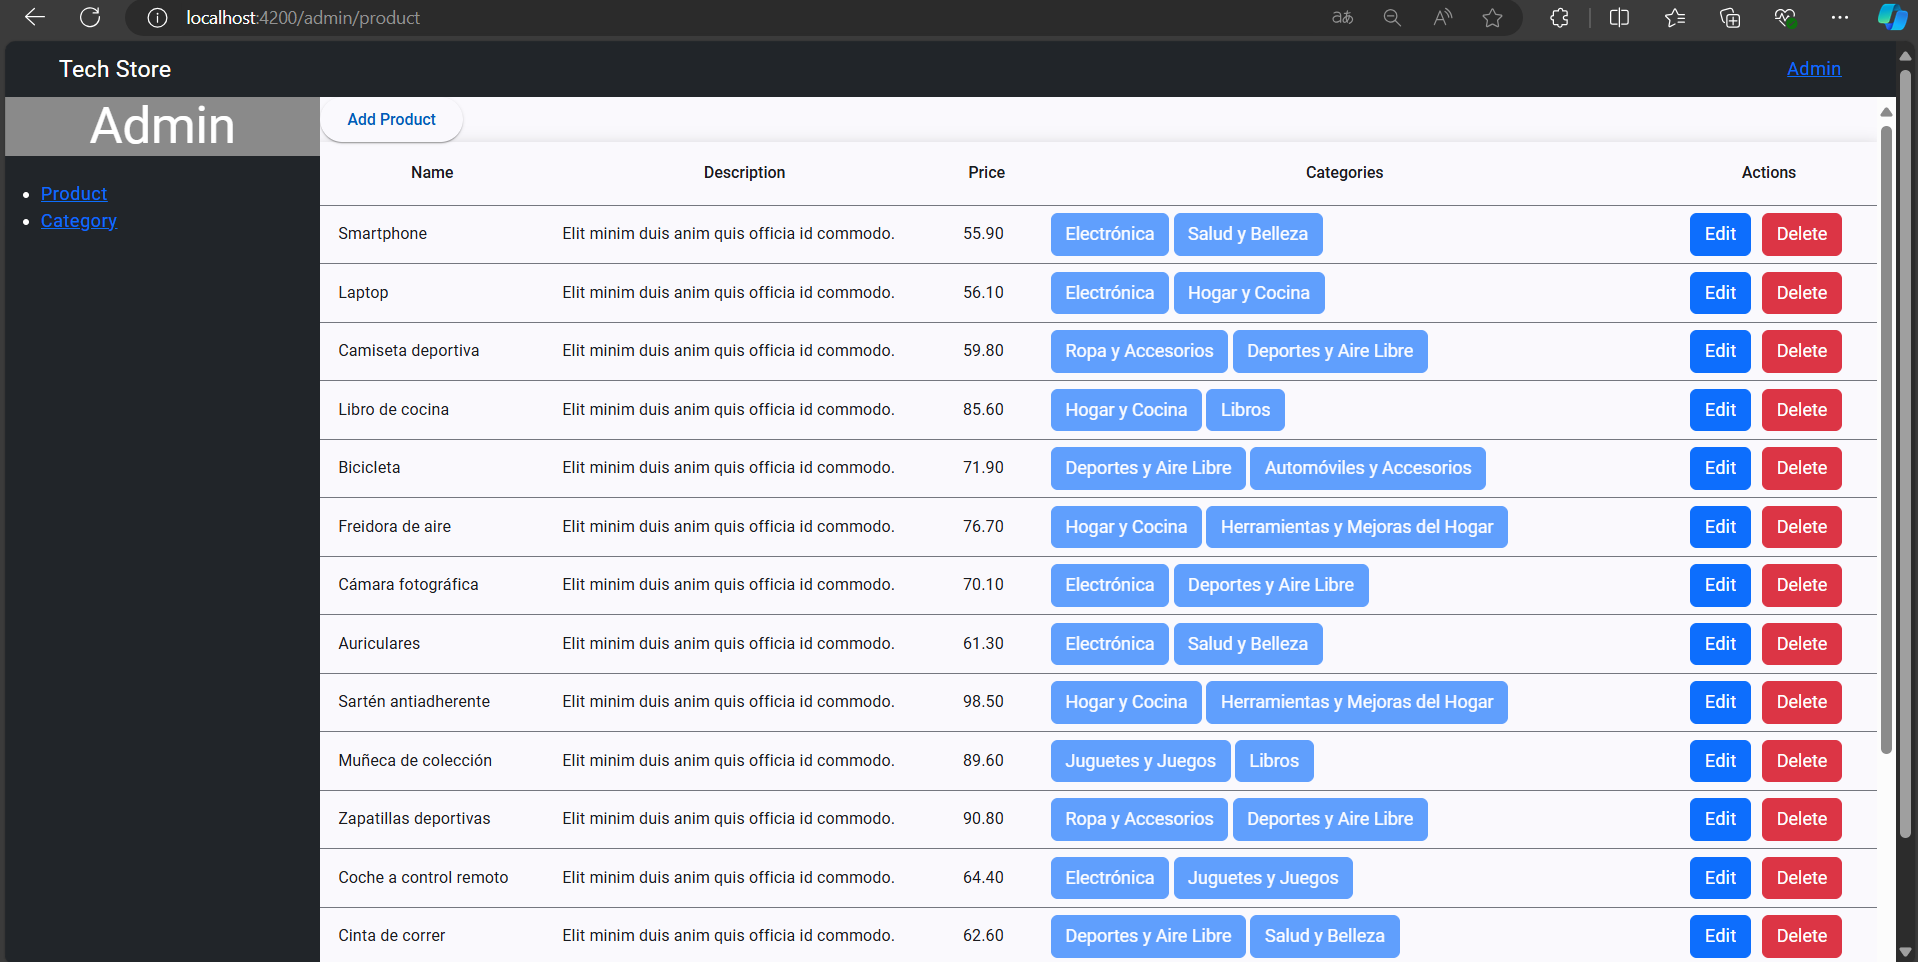 localhost:4200/admin/product
Tech Store Admin
Admin
Product
Category
Add Product
Name Description Price Categories Actions
Smartphone Elit minim duis anim quis officia id commodo. 55.90 Electrónica Salud y Belleza Edit Delete
Laptop Elit minim duis anim quis officia id commodo. 56.10 Electrónica Hogar y Cocina Edit Delete
Camiseta deportiva Elit minim duis anim quis officia id commodo. 59.80 Ropa y Accesorios Deportes y Aire Libre Edit Delete
Libro de cocina Elit minim duis anim quis officia id commodo. 85.60 Hogar y Cocina Libros Edit Delete
Bicicleta Elit minim duis anim quis officia id commodo. 71.90 Deportes y Aire Libre Automóviles y Accesorios Edit Delete
Freidora de aire Elit minim duis anim quis officia id commodo. 76.70 Hogar y Cocina Herramientas y Mejoras del Hogar Edit Delete
Cámara fotográfica Elit minim duis anim quis officia id commodo. 70.10 Electrónica Deportes y Aire Libre Edit Delete
Auriculares Elit minim duis anim quis officia id commodo. 61.30 Electrónica Salud y Belleza Edit Delete
Sartén antiadherente Elit minim duis anim quis officia id commodo. 98.50 Hogar y Cocina Herramientas y Mejoras del Hogar Edit Delete
Muñeca de colección Elit minim duis anim quis officia id commodo. 89.60 Juguetes y Juegos Libros Edit Delete
Zapatillas deportivas Elit minim duis anim quis officia id commodo. 90.80 Ropa y Accesorios Deportes y Aire Libre Edit Delete
Coche a control remoto Elit minim duis anim quis officia id commodo. 64.40 Electrónica Juguetes y Juegos Edit Delete
Cinta de correr Elit minim duis anim quis officia id commodo. 62.60 Deportes y Aire Libre Salud y Belleza Edit Delete